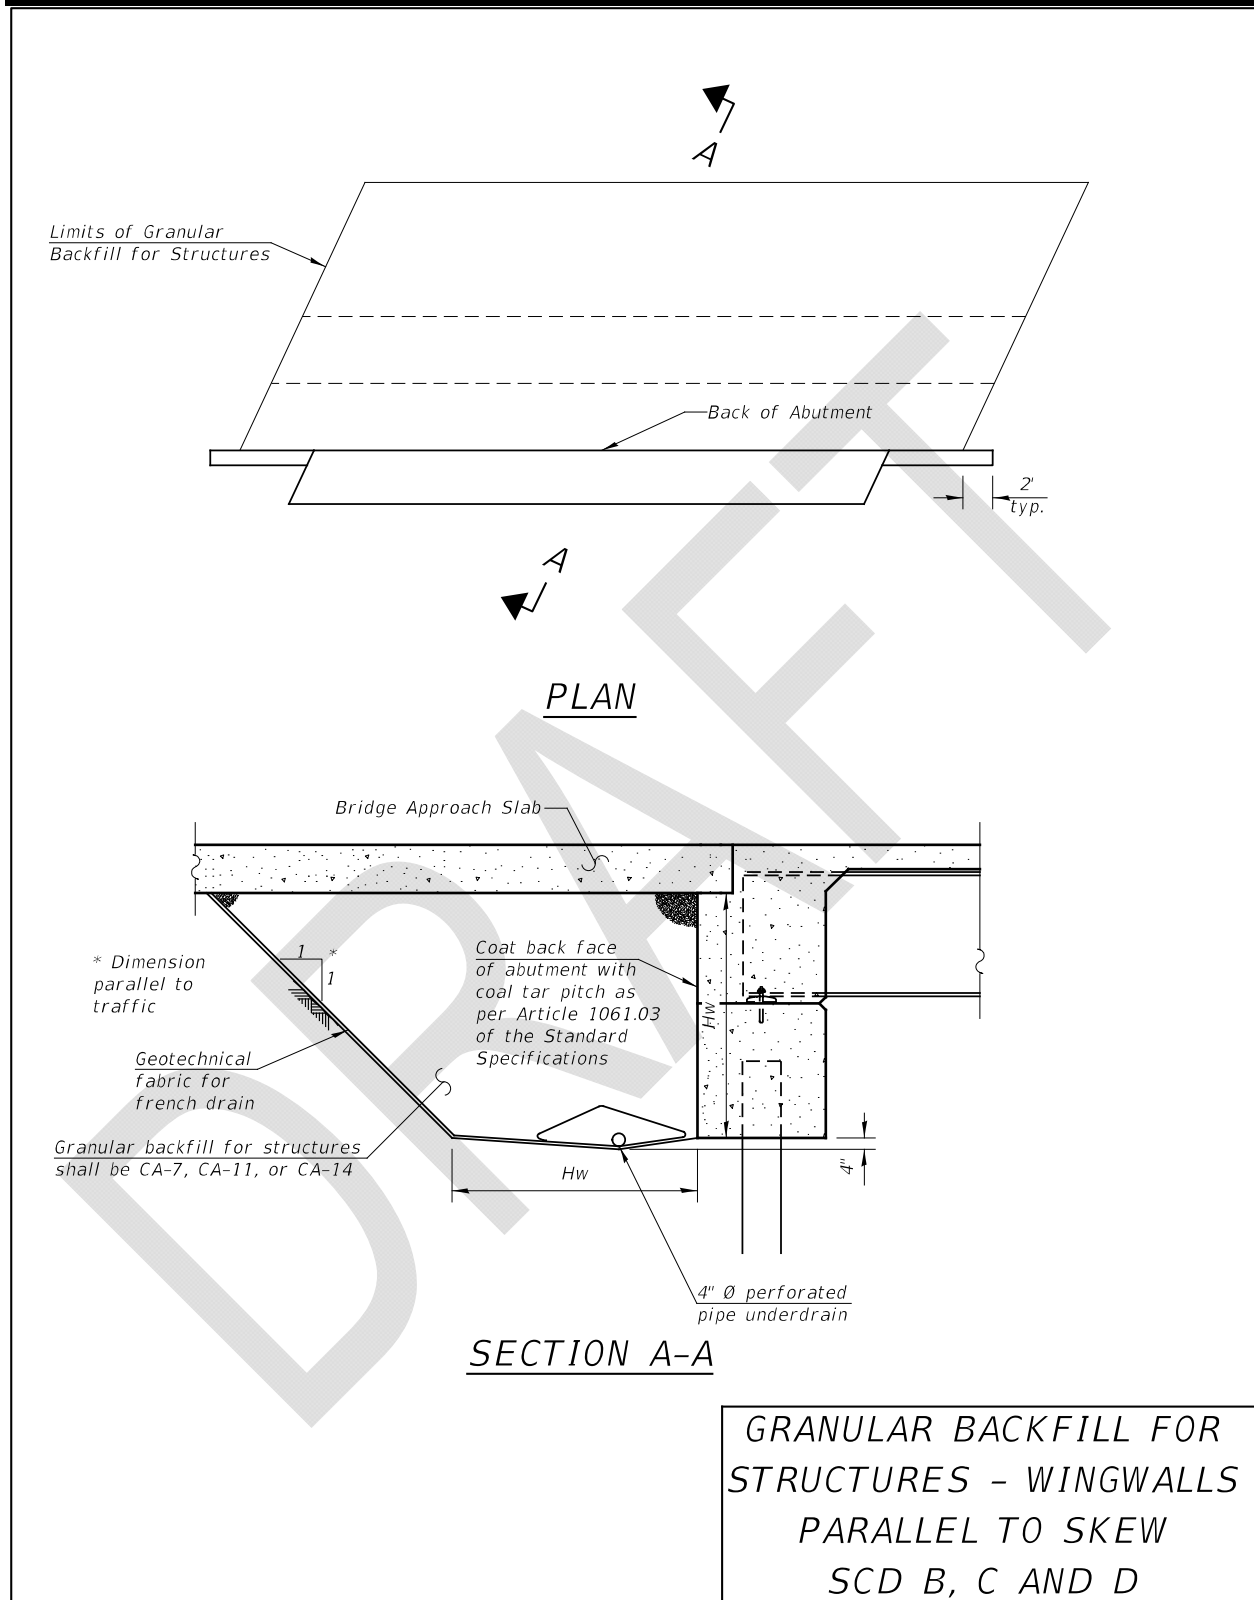 A
Limits of Granular
Backfill for Structures
Back of Abutment
2'
typ.
A
PLAN
Bridge Approach Slab
* Dimension
parallel to
traffic
1
*
1
Coat back face
of abutment with
coal tar pitch as
per Article 1061.03
of the Standard
Specifications
Hw
Geotechnical
fabric for
french drain
Granular backfill for structures
shall be CA-7, CA-11, or CA-14
Hw
4"
4" Ø perforated
pipe underdrain
SECTION A-A
GRANULAR BACKFILL FOR
STRUCTURES - WINGWALLS
PARALLEL TO SKEW
SCD B, C AND D
DRAFT